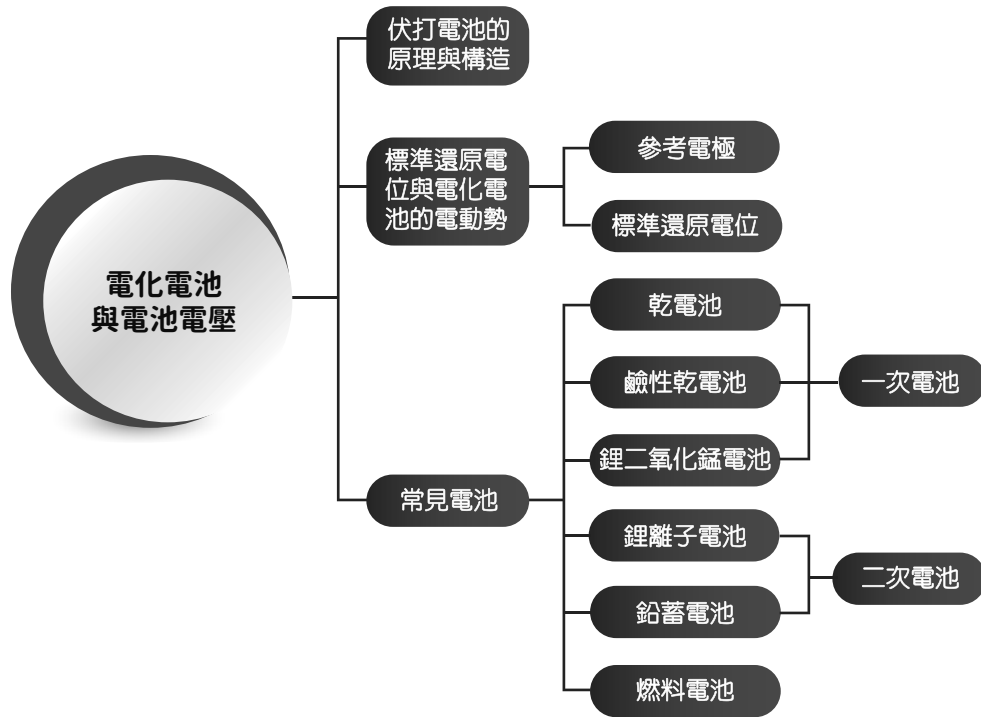 伏打電池的
原理與構造
標準還原電
位與電化電
池的電動勢
參考電極
標準還原電位
電化電池
與電池電壓
乾電池
鹼性乾電池
一次電池
鋰二氧化錳電池
常見電池
鋰離子電池
二次電池
鉛蓄電池
燃料電池